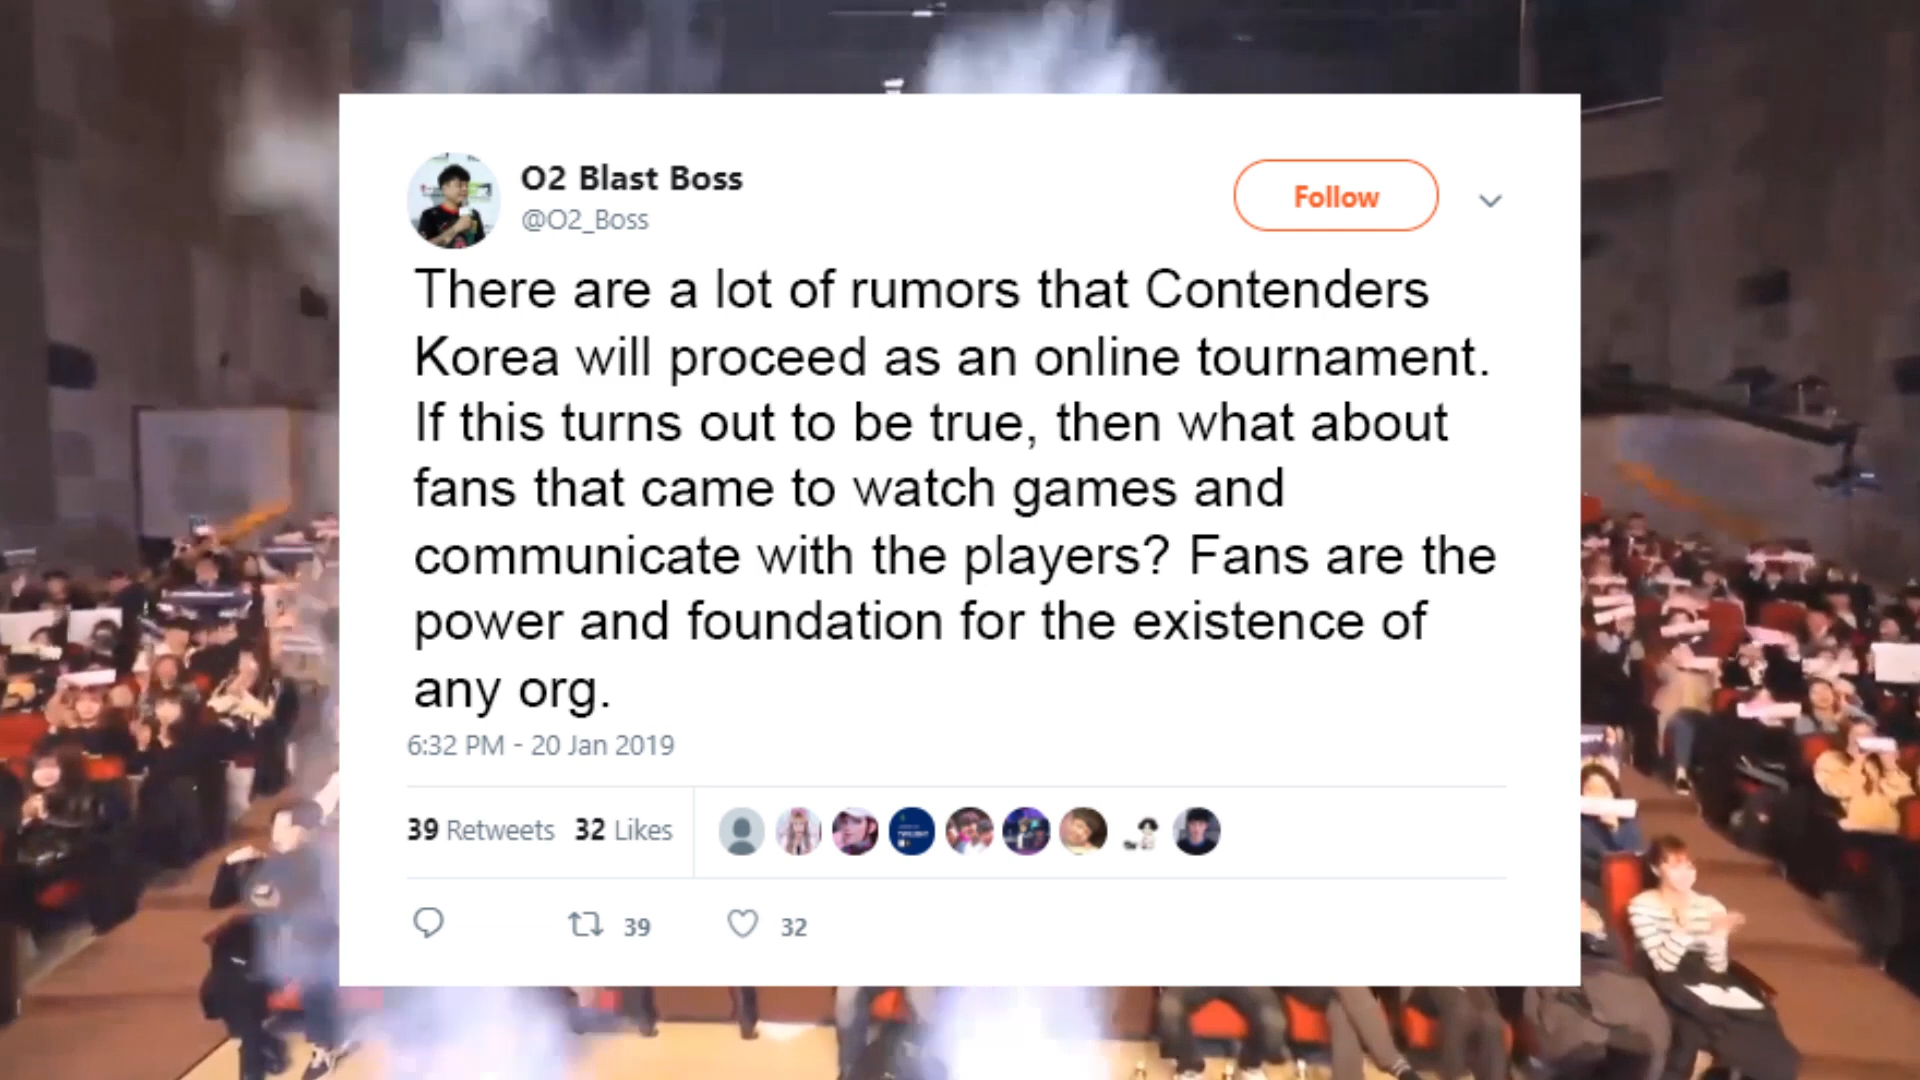 O2 Blast Boss
@O2_Boss
Follow
There are a lot of rumors that Contenders
Korea will proceed as an online tournament.
If this turns out to be true, then what about
fans that came to watch games and
communicate with the players? Fans are the
power and foundation for the existence of
any org.
6:32 PM - 20 Jan 2019
39 Retweets 32 Likes
39 32